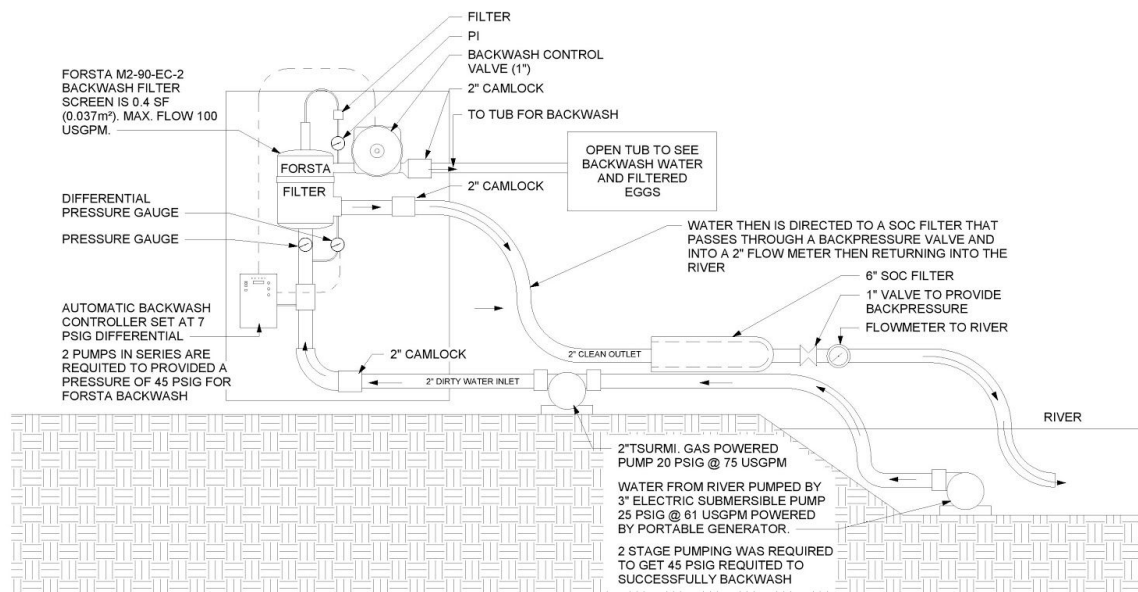 FILTER
PI
BACKWASH CONTROL
VALVE (1")
2" CAMLOCK
TO TUB FOR BACKWASH
FORSTA M2-90-EC-2
BACKWASH FILTER
SCREEN IS 0.4 SF
(0.037m²). MAX. FLOW 100
USGPM.
FORSTA
FILTER
OPEN TUB TO SEE
BACKWASH WATER
AND FILTERED
EGGS
2" CAMLOCK
DIFFERENTIAL
PRESSURE GAUGE
PRESSURE GAUGE
WATER THEN IS DIRECTED TO A SOC FILTER THAT
PASSES THROUGH A BACKPRESSURE VALVE AND
INTO A 2" FLOW METER THEN RETURNING INTO THE
RIVER
6" SOC FILTER
1" VALVE TO PROVIDE
BACKPRESSURE
FLOWMETER TO RIVER
AUTOMATIC BACKWASH
CONTROLLER SET AT 7
PSIG DIFFERENTIAL
2 PUMPS IN SERIES ARE
REQUITED TO PROVIDED A
PRESSURE OF 45 PSIG FOR
FORSTA BACKWASH
2" CAMLOCK
2" CLEAN OUTLET
2" DIRTY WATER INLET
RIVER
2"TSURMI. GAS POWERED
PUMP 20 PSIG @ 75 USGPM
WATER FROM RIVER PUMPED BY
3" ELECTRIC SUBMERSIBLE PUMP
25 PSIG @ 61 USGPM POWERED
BY PORTABLE GENERATOR.
2 STAGE PUMPING WAS REQUIRED
TO GET 45 PSIG REQUITED TO
SUCCESSFULLY BACKWASH